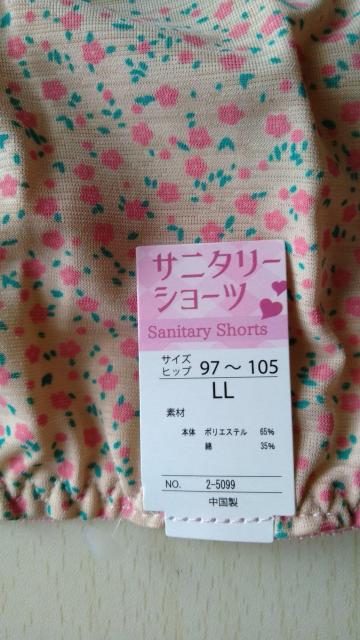 サニタリー
ショーツ
Sanitary Shorts
サイズ
ヒップ 97～105
LL
素材
本体 ポリエステル 65%
綿 35%
NO. 2-5099
中国製